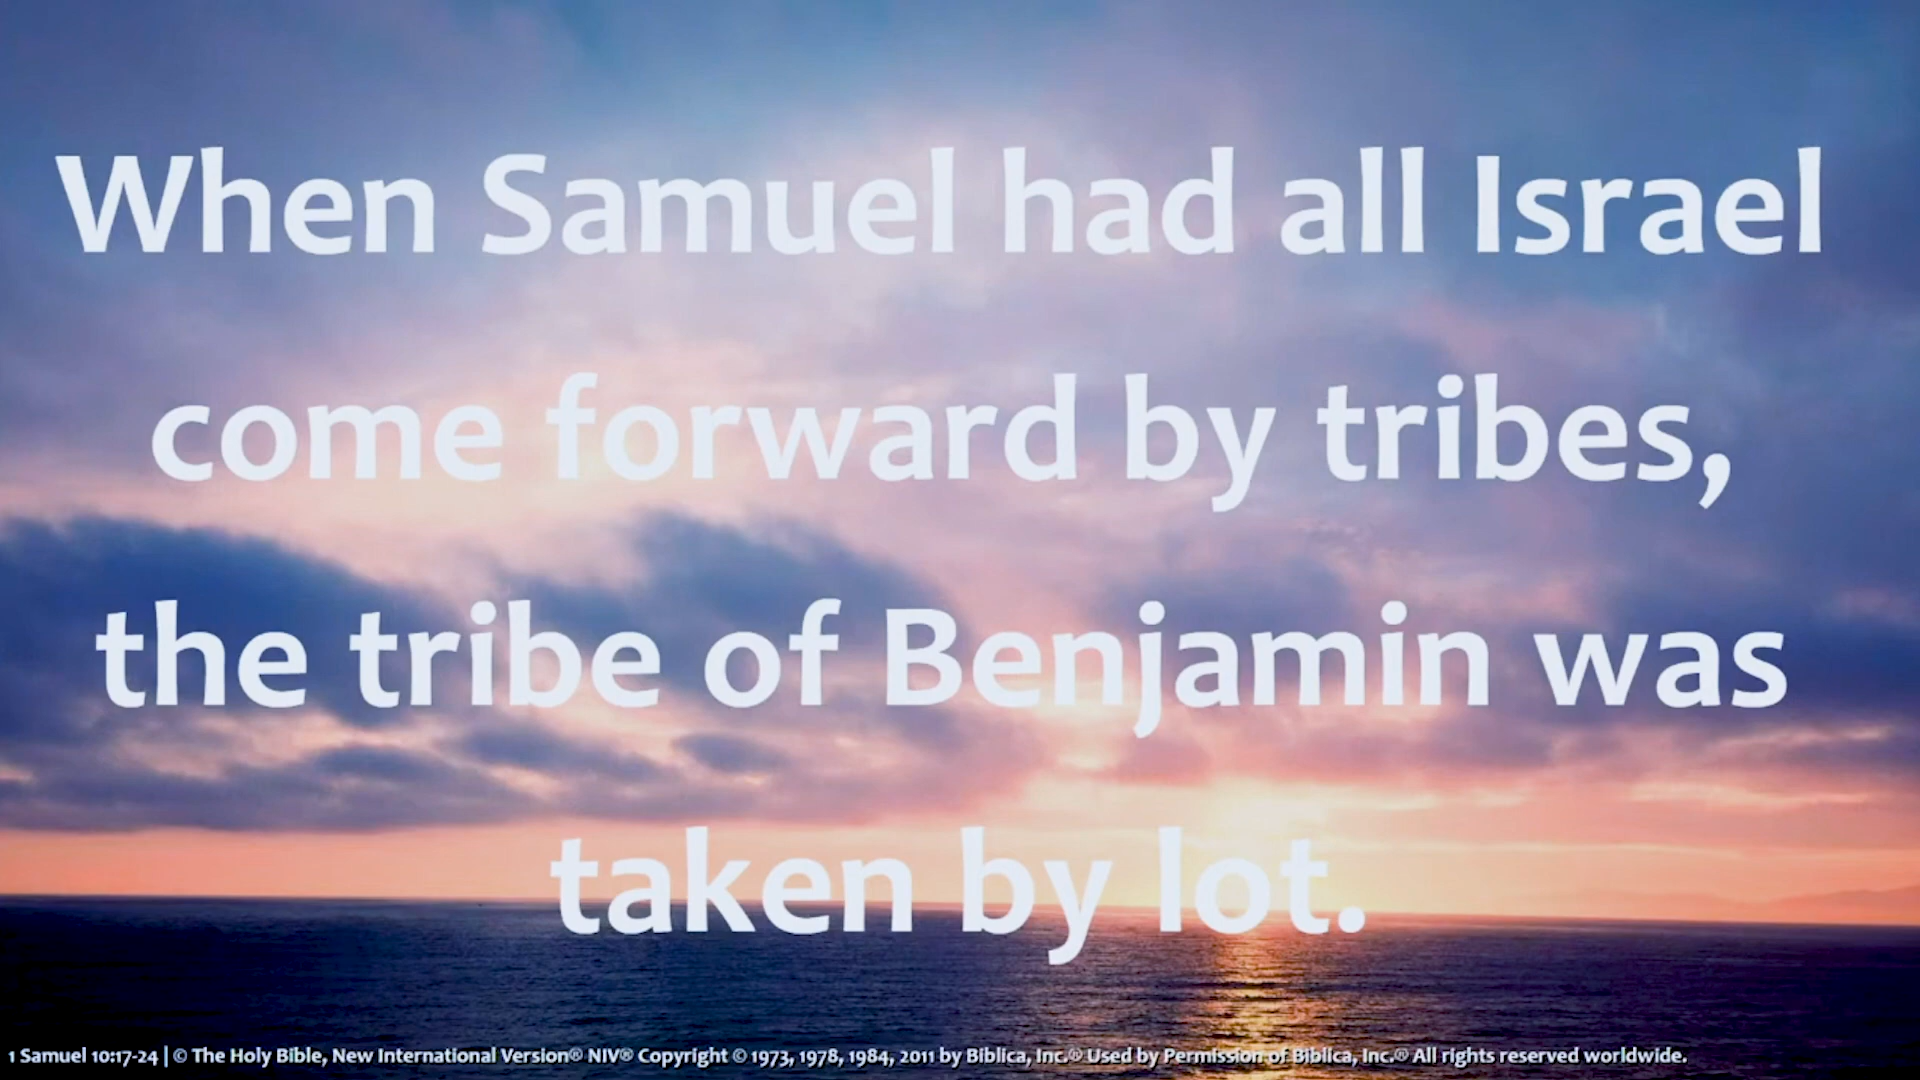 When Samuel had all Israel
come forward by tribes,
the tribe of Benjamin was
taken by lot.
1 Samuel 10:17-24 | © The Holy Bible, New International Version® NIV® Copyright © 1973, 1978, 1984, 2011 by Biblica, Inc.® Used by Permission of Biblica, Inc.® All rights reserved worldwide.